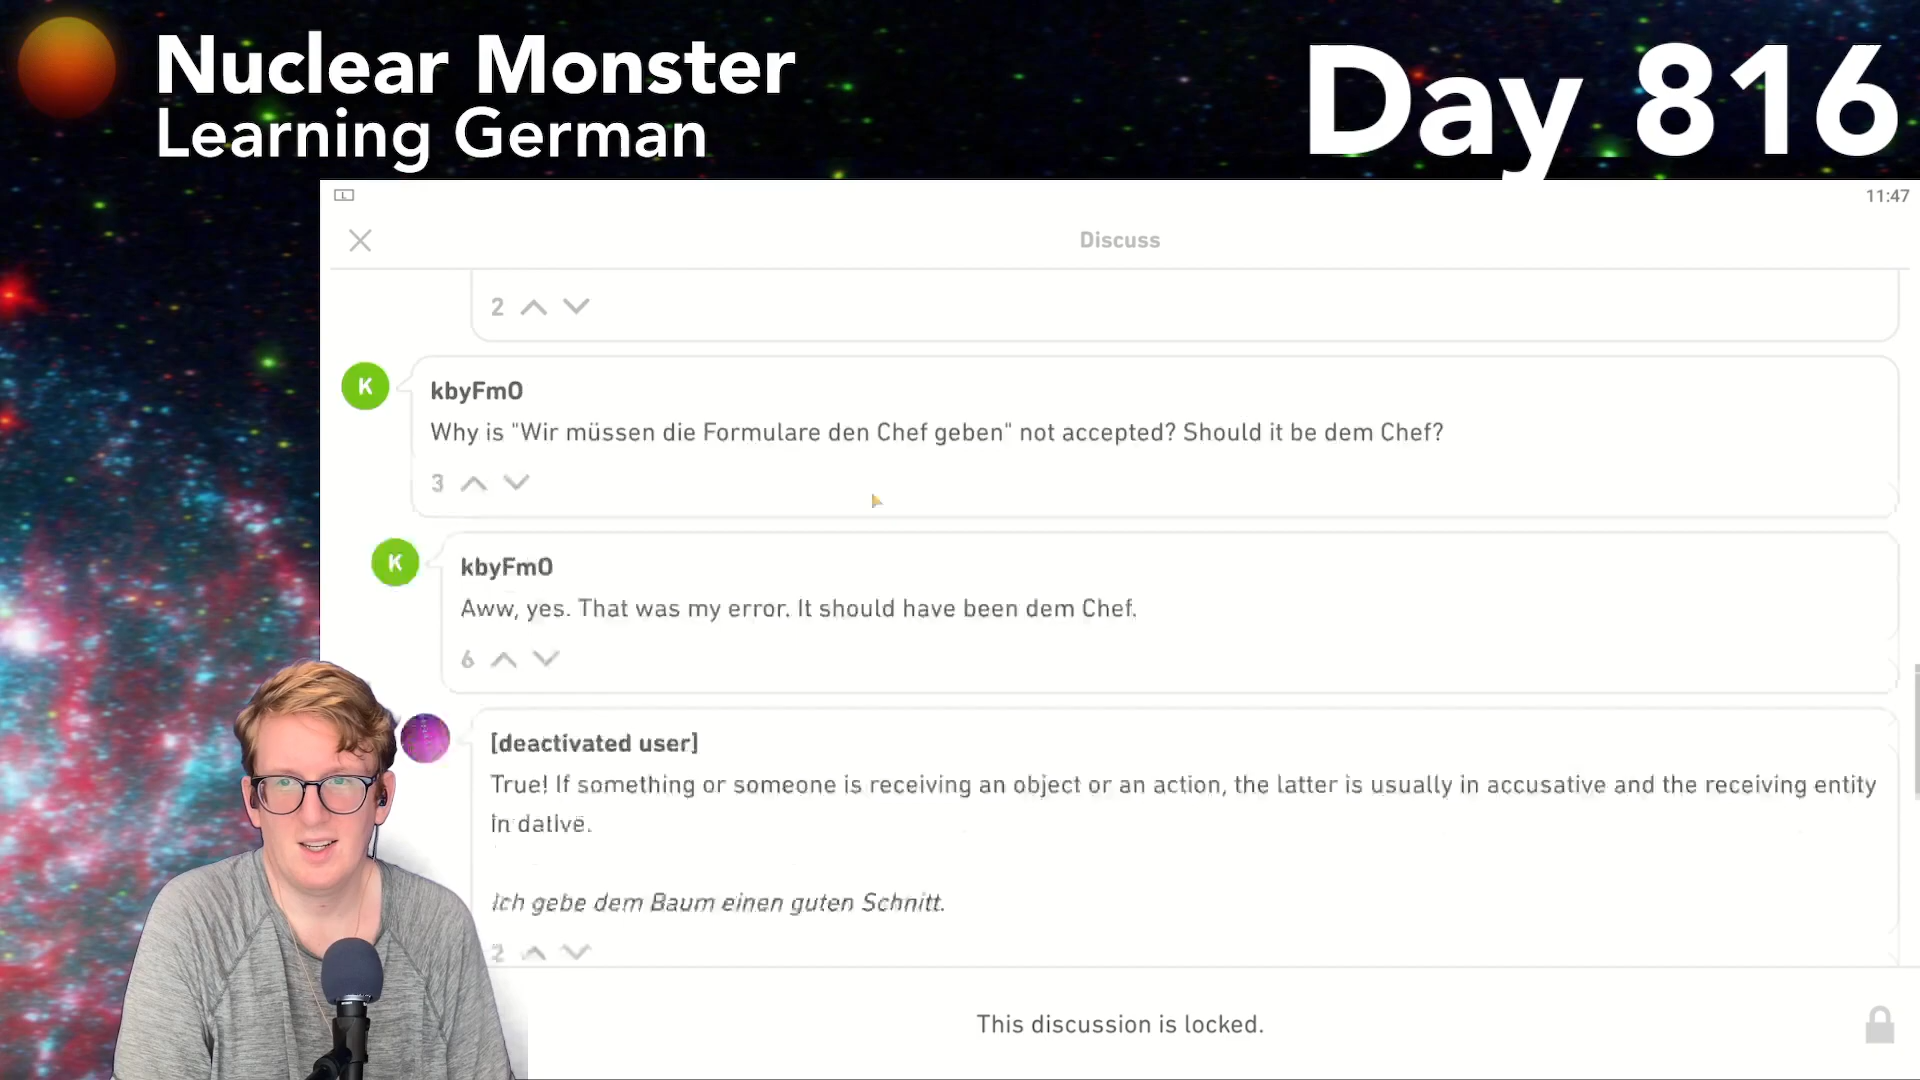 Nuclear Monster
Learning German
Day 816
L
11:47
Discuss
2
K
kbyFm0
Why is "Wir müssen die Formulare den Chef geben" not accepted? Should it be dem Chef?
3
K
kbyFm0
Aww, yes. That was my error. It should have been dem Chef.
6
[deactivated user]
True! If something or someone is receiving an object or an action, the latter is usually in accusative and the receiving entity
in dative.
Ich gebe dem Baum einen guten Schnitt.
2
This discussion is locked.